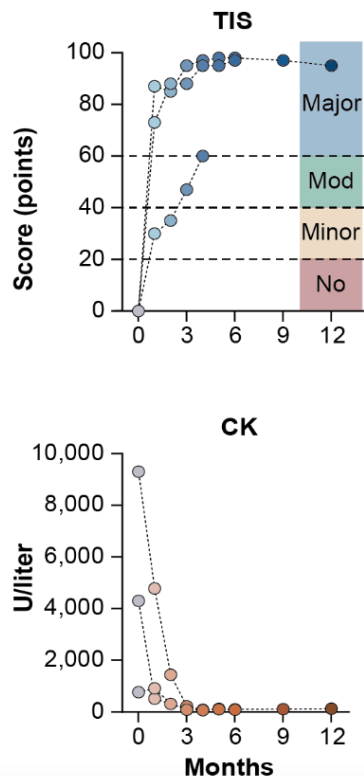 TIS
Score (points)
100
80
60
40
20
0
Major
Mod
Minor
No
0 3 6 9 12
CK
U/liter
10,000
8,000
6,000
4,000
2,000
0
0 3 6 9 12
Months